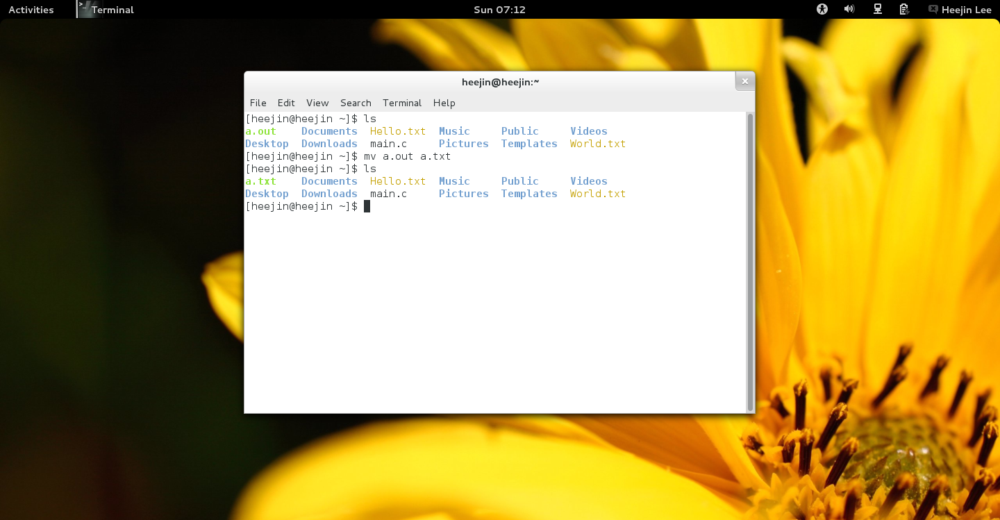 Activities Terminal Sun 07:12 Heejin Lee
heejin@heejin:~
File Edit View Search Terminal Help
[heejin@heejin ~]$ ls
a.out Documents Hello.txt Music Public Videos
Desktop Downloads main.c Pictures Templates World.txt
[heejin@heejin ~]$ mv a.out a.txt
[heejin@heejin ~]$ ls
a.txt Documents Hello.txt Music Public Videos
Desktop Downloads main.c Pictures Templates World.txt
[heejin@heejin ~]$